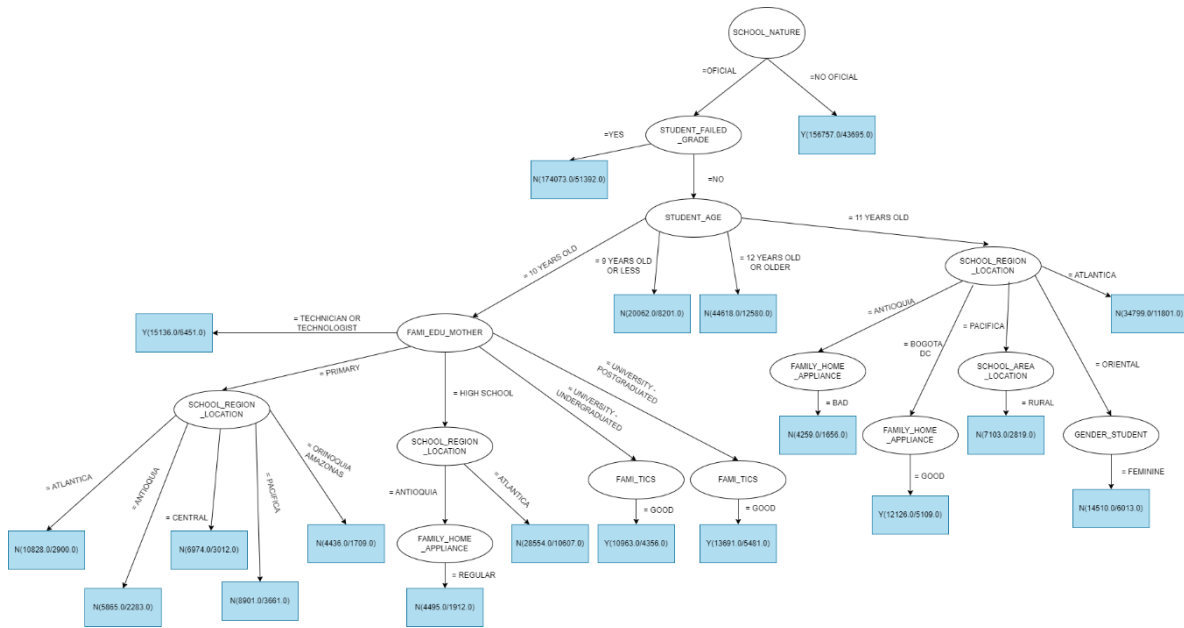 SCHOOL_NATURE
=OFICIAL
=NO OFICIAL
STUDENT_FAILED
_GRADE
Y(156757.0/43695.0)
=YES
N(174073.0/51392.0)
=NO
STUDENT_AGE
= 10 YEARS OLD
= 9 YEARS OLD
OR LESS
= 12 YEARS OLD
OR OLDER
= 11 YEARS OLD
N(20062.0/8201.0)
N(44618.0/12580.0)
SCHOOL_REGION
_LOCATION
= ATLANTICA
N(34799.0/11801.0)
Y(15136.0/6451.0)
= TECHNICIAN OR
TECHNOLOGIST
FAMI_EDU_MOTHER
= ANTIOQUIA
= BOGOTA
DC
= PACIFICA
= ORIENTAL
FAMILY_HOME
_APPLIANCE
SCHOOL_AREA
_LOCATION
= PRIMARY
= HIGH SCHOOL
= UNIVERSITY -
UNDERGRADUATED
= UNIVERSITY -
POSTGRADUATED
= BAD
= RURAL
SCHOOL_REGION
_LOCATION
SCHOOL_REGION
_LOCATION
N(4259.0/1656.0)
FAMILY_HOME
_APPLIANCE
N(7103.0/2819.0)
GENDER_STUDENT
= ATLANTICA
= ANTIOQUIA
= CENTRAL
= PACIFICA
= ORINOQUIA
AMAZONAS
= ANTIOQUIA
= ATLANTICA
FAMI_TICS
FAMI_TICS
= GOOD
= FEMININE
= GOOD
= GOOD
Y(12126.0/5109.0)
N(14510.0/6013.0)
N(10828.0/2900.0)
N(6974.0/3012.0)
N(4436.0/1709.0)
FAMILY_HOME
_APPLIANCE
N(28554.0/10607.0)
Y(10963.0/4356.0)
Y(13691.0/5481.0)
= REGULAR
N(5865.0/2283.0)
N(8901.0/3661.0)
N(4495.0/1912.0)